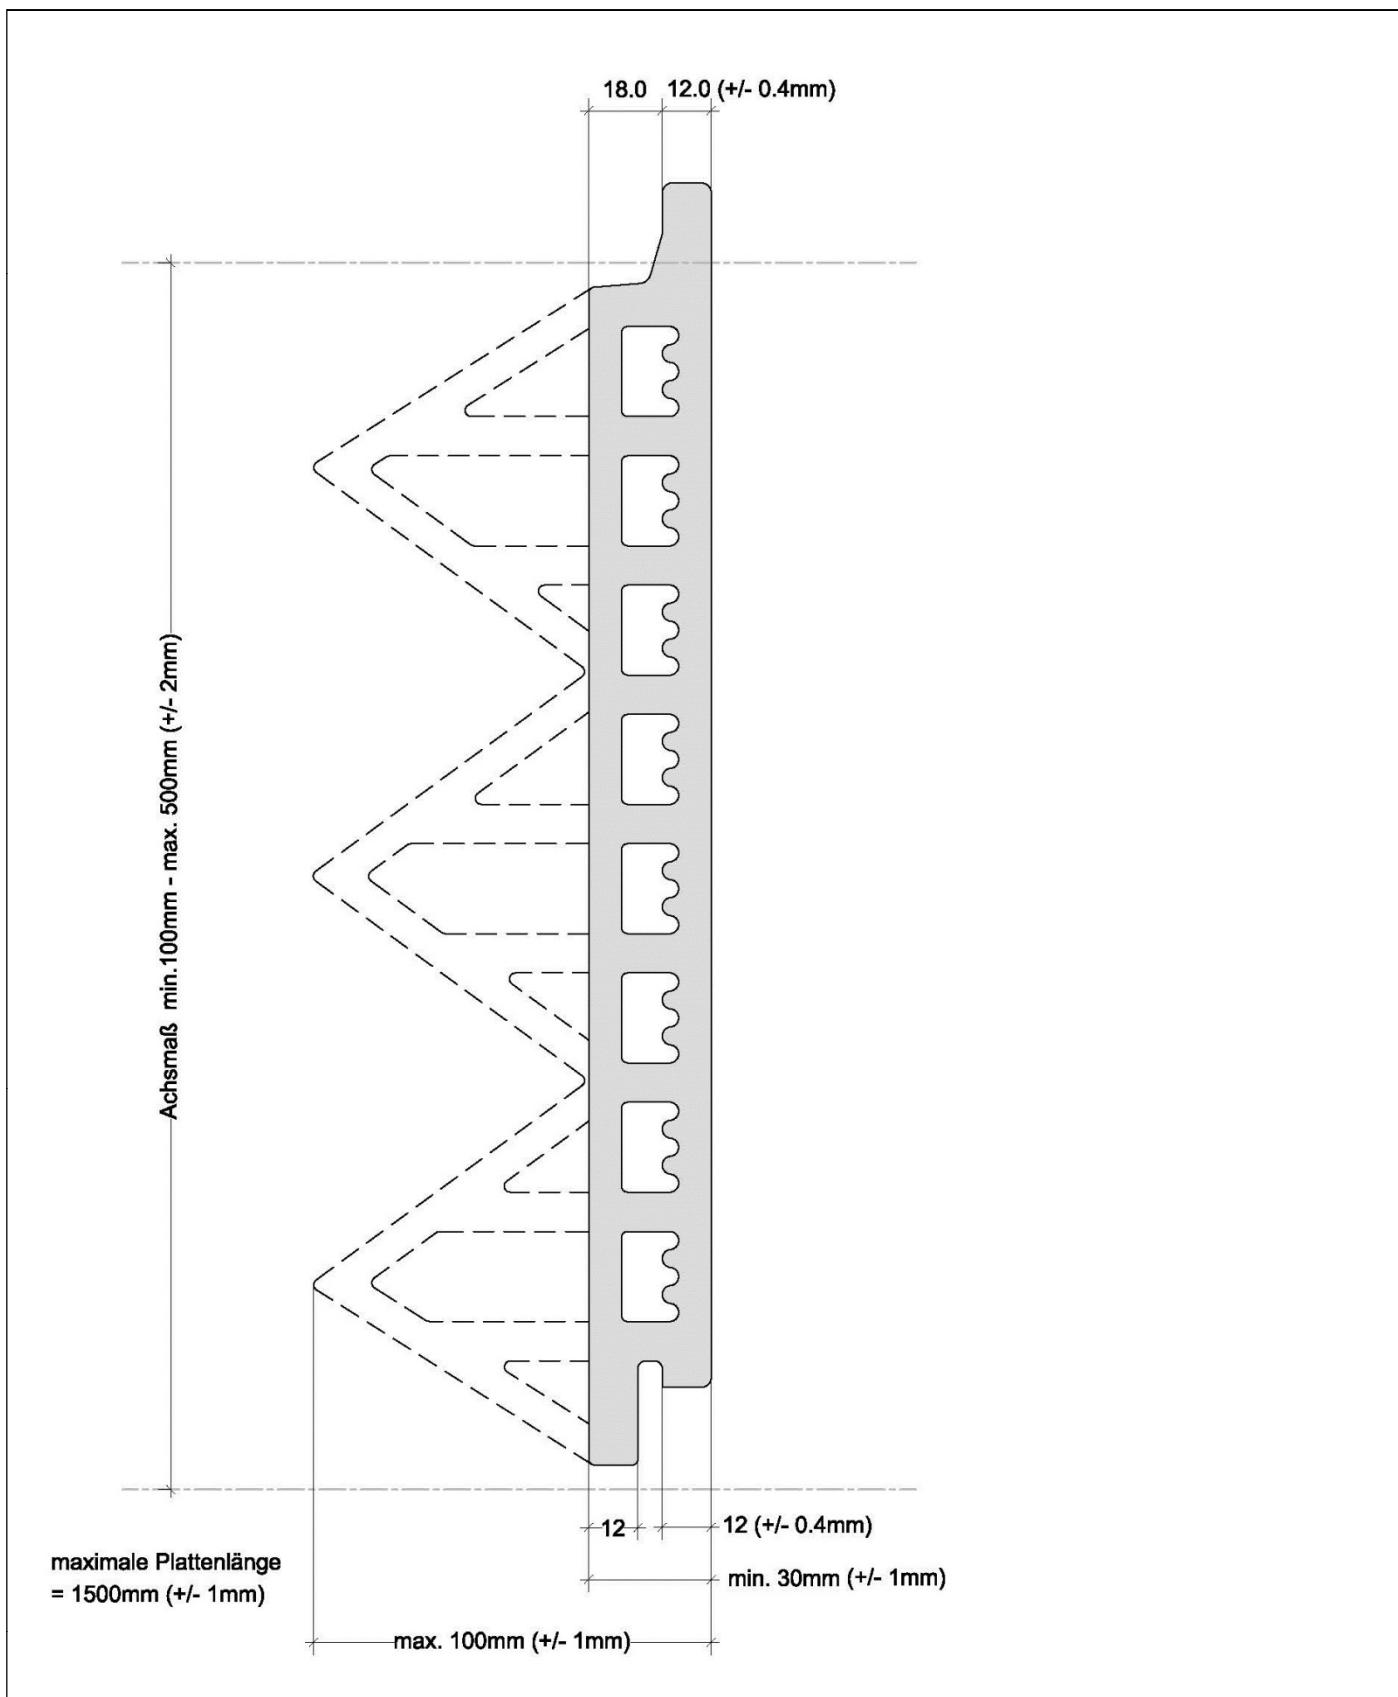 18.0
12.0 (+/- 0.4mm)
Achsmaß min.100mm - max. 500mm (+/- 2mm)
12
12 (+/- 0.4mm)
maximale Plattenlänge
= 1500mm (+/- 1mm)
min. 30mm (+/- 1mm)
max. 100mm (+/- 1mm)